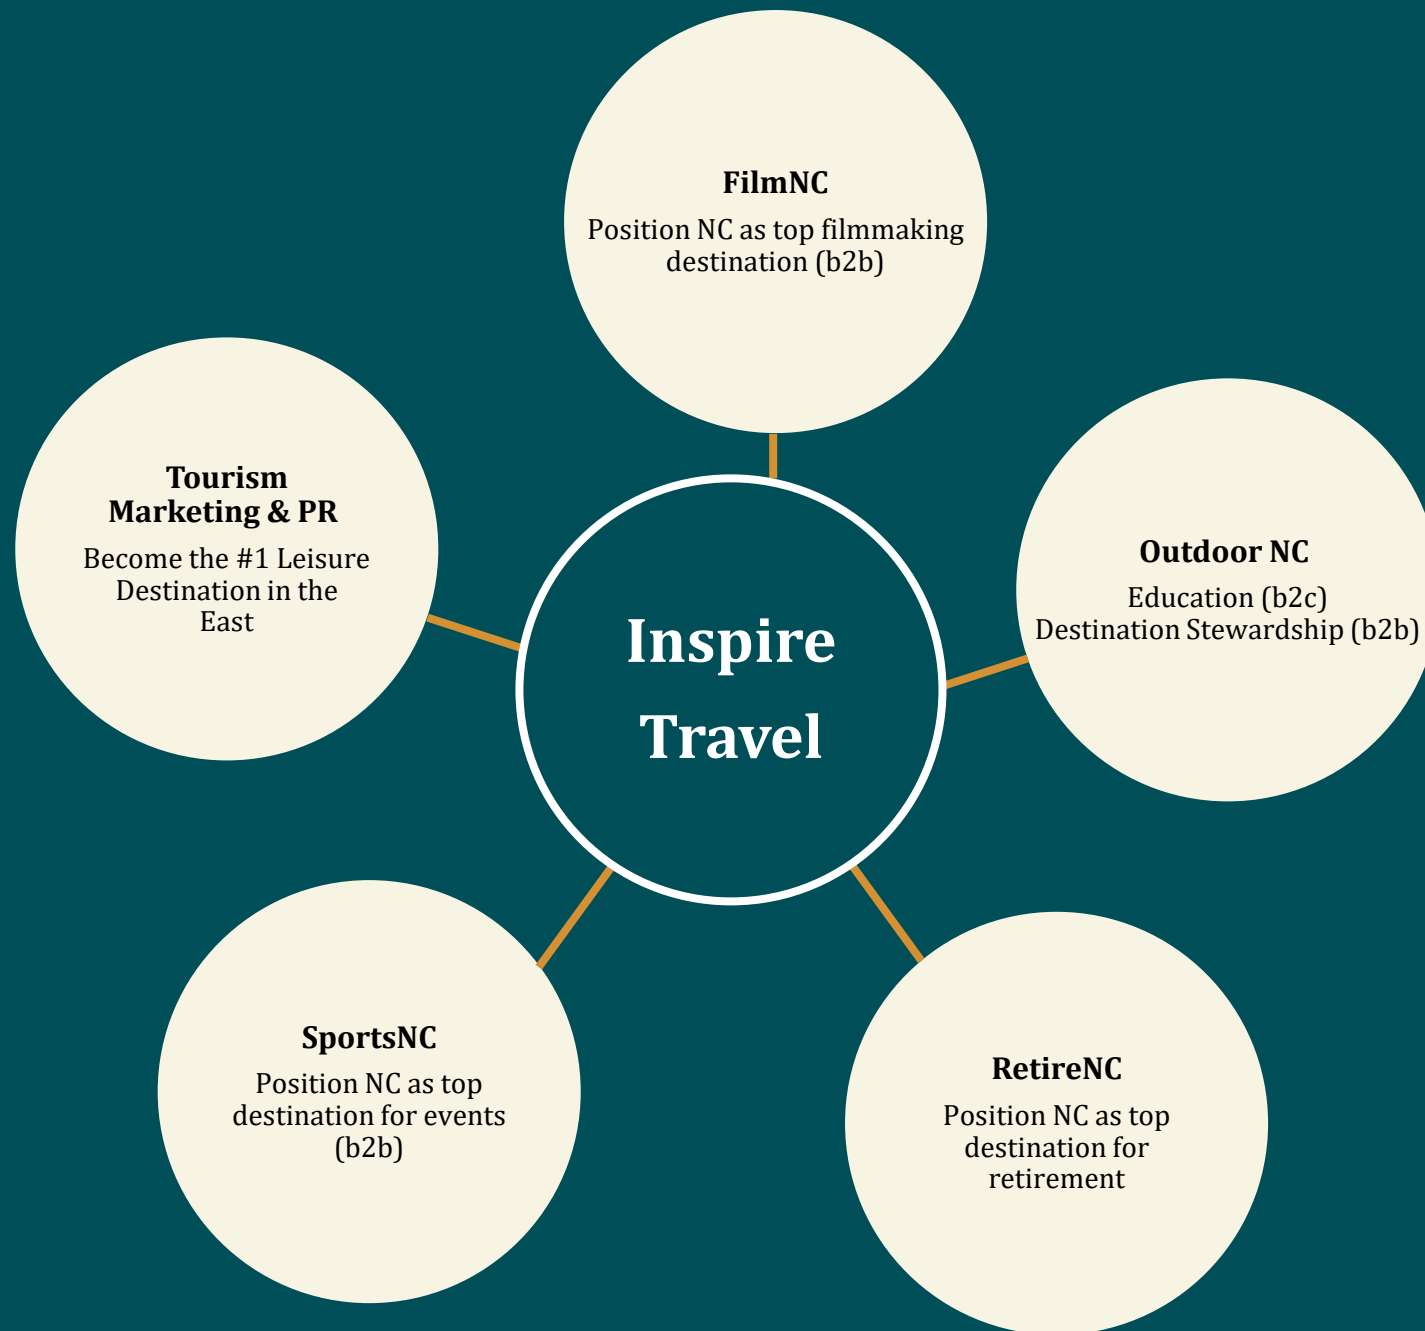 FilmNC
Position NC as top filmmaking
destination (b2b)
Tourism
Marketing & PR
Become the #1 Leisure
Destination in the
East
Outdoor NC
Education (b2c)
Destination Stewardship (b2b)
Inspire
Travel
SportsNC
Position NC as top
destination for events
(b2b)
RetireNC
Position NC as top
destination for
retirement